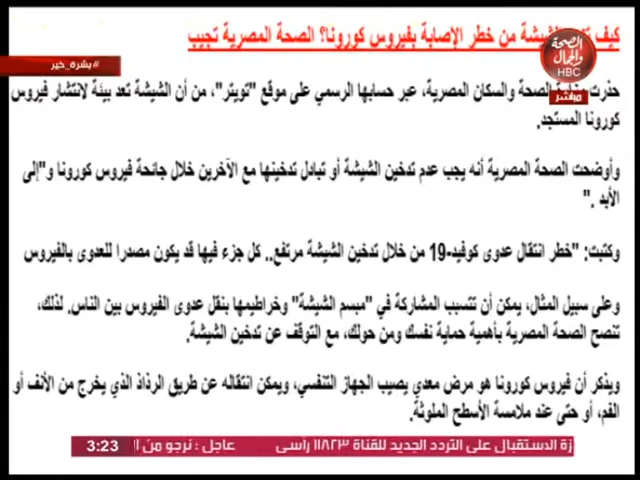 كيف تزيد الشيشة من خطر الإصابة بفيروس كورونا؟ الصحة المصرية تجيب
الصحة
والجمال
HBC
مباشر
#بشرة_خير
حذرت وزارة الصحة والسكان المصرية، عبر حسابها الرسمي على موقع "تويتر"، من أن الشيشة تعد بيئة لانتشار فيروس
كورونا المستجد.
وأوضحت الصحة المصرية أنه يجب عدم تدخين الشيشة أو تبادل تدخينها مع الآخرين خلال جائحة فيروس كورونا و"إلى
الأبد ."
وكتبت: "خطر انتقال عدوى كوفيد-19 من خلال تدخين الشيشة مرتفع.. كل جزء فيها قد يكون مصدرا للعدوى بالفيروس
وعلى سبيل المثال، يمكن أن تتسبب المشاركة في "مبسم الشيشة" وخراطيمها بنقل عدوى الفيروس بين الناس. لذلك،
تنصح الصحة المصرية بأهمية حماية نفسك ومن حولك، مع التوقف عن تدخين الشيشة.
ويذكر أن فيروس كورونا هو مرض معدي يصيب الجهاز التنفسي، ويمكن انتقاله عن طريق الرذاذ الذي يخرج من الأنف أو
الفم، أو حتى عند ملامسة الأسطح الملوثة.
زة الاستقبال على التردد الجديد للقناة ١١٨٢٣ رأسى عاجل : نرجو من ال 3:23